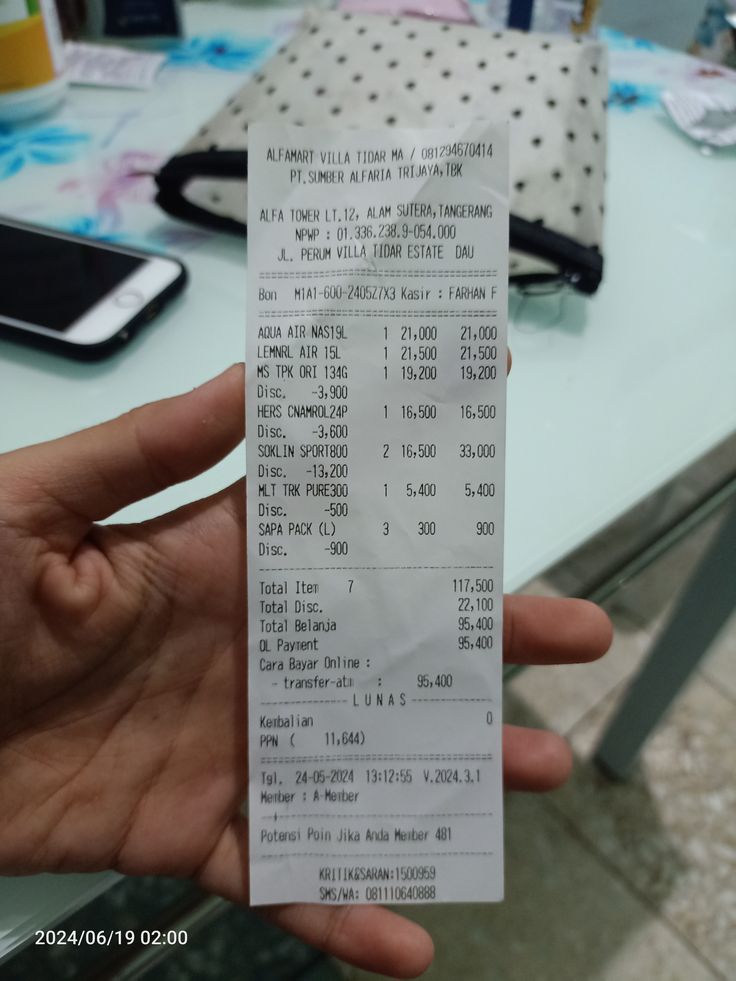 ALFAMART VILLA TIDAR MA / 081294670414
PT.SUMBER ALFARIA TRIJAYA,TBK
ALFA TOWER LT.12, ALAM SUTERA,TANGERANG
NPWP : 01.336.238.9-054.000
JL. PERUM VILLA TIDAR ESTATE DAU
Bon M1A1-600-2405Z7X3 Kasir : FARHAN F
AQUA AIR NAS19L 1 21,000 21,000
LEMNRL AIR 15L 1 21,500 21,500
MS TPK ORI 134G 1 19,200 19,200
Disc. -3,900
HERS CNAMROL24P 1 16,500 16,500
Disc. -3,600
SOKLIN SPORT800 2 16,500 33,000
Disc. -13,200
MLT TRK PURE300 1 5,400 5,400
Disc. -500
SAPA PACK (L) 3 300 900
Disc. -900
Total Item 7 117,500
Total Disc. 22,100
Total Belanja 95,400
OL Payment 95,400
Cara Bayar Online :
- transfer-atm : 95,400
LUNAS
Kembalian 0
PPN ( 11,644)
Tgl. 24-05-2024 13:12:55 V.2024.3.1
Member : A-Member
Potensi Poin Jika Anda Member 481
KRITIK&SARAN:1500959
SMS/WA: 081110640888
2024/06/19 02:00